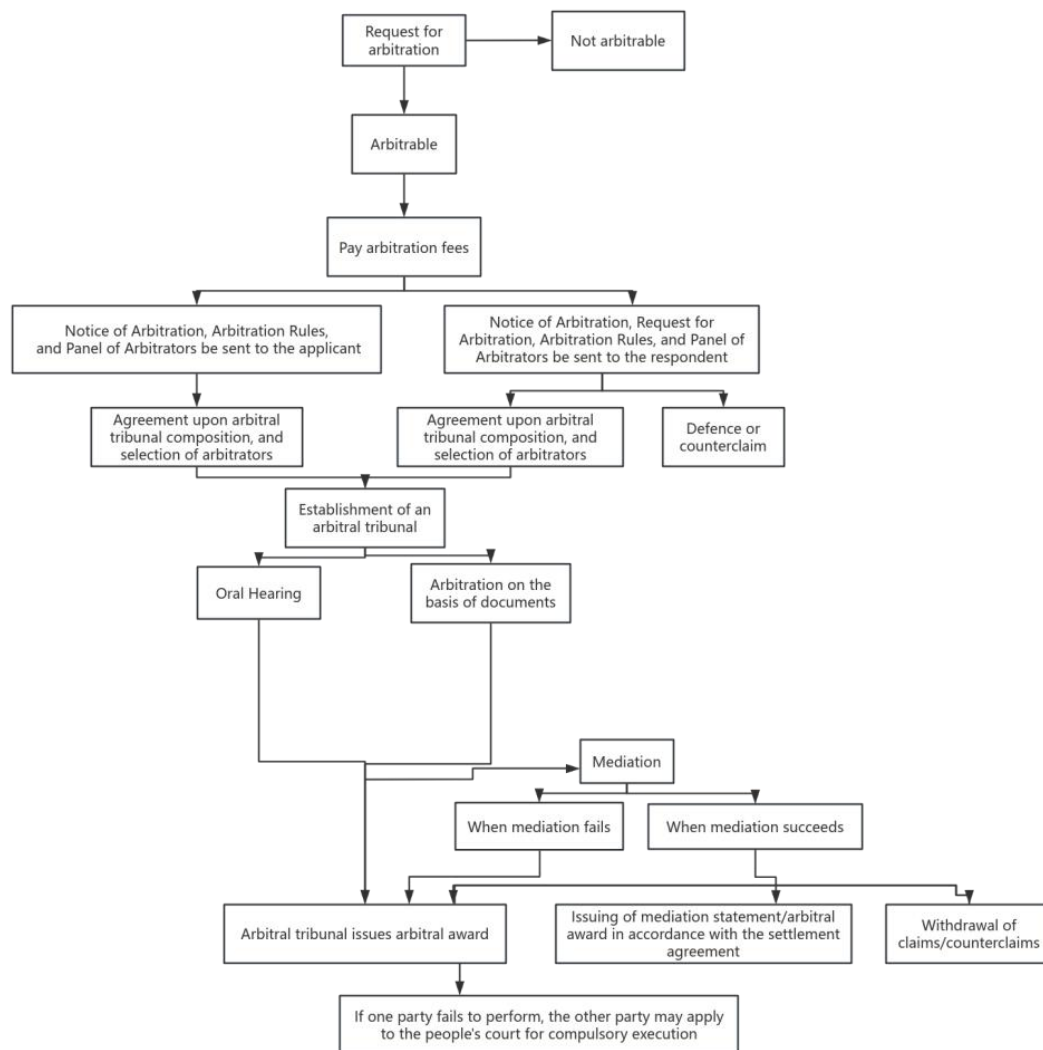 Request for
arbitration
Not arbitrable
Arbitrable
Pay arbitration fees
Notice of Arbitration, Arbitration Rules,
and Panel of Arbitrators be sent to the applicant
Notice of Arbitration, Request for
Arbitration, Arbitration Rules, and Panel of
Arbitrators be sent to the respondent
Agreement upon arbitral
tribunal composition, and
selection of arbitrators
Agreement upon arbitral
tribunal composition, and
selection of arbitrators
Defence or
counterclaim
Establishment of an
arbitral tribunal
Oral Hearing
Arbitration on the
basis of documents
Mediation
When mediation fails
When mediation succeeds
Arbitral tribunal issues arbitral award
Issuing of mediation statement/arbitral
award in accordance with the settlement
agreement
Withdrawal of
claims/counterclaims
If one party fails to perform, the other party may apply
to the people's court for compulsory execution